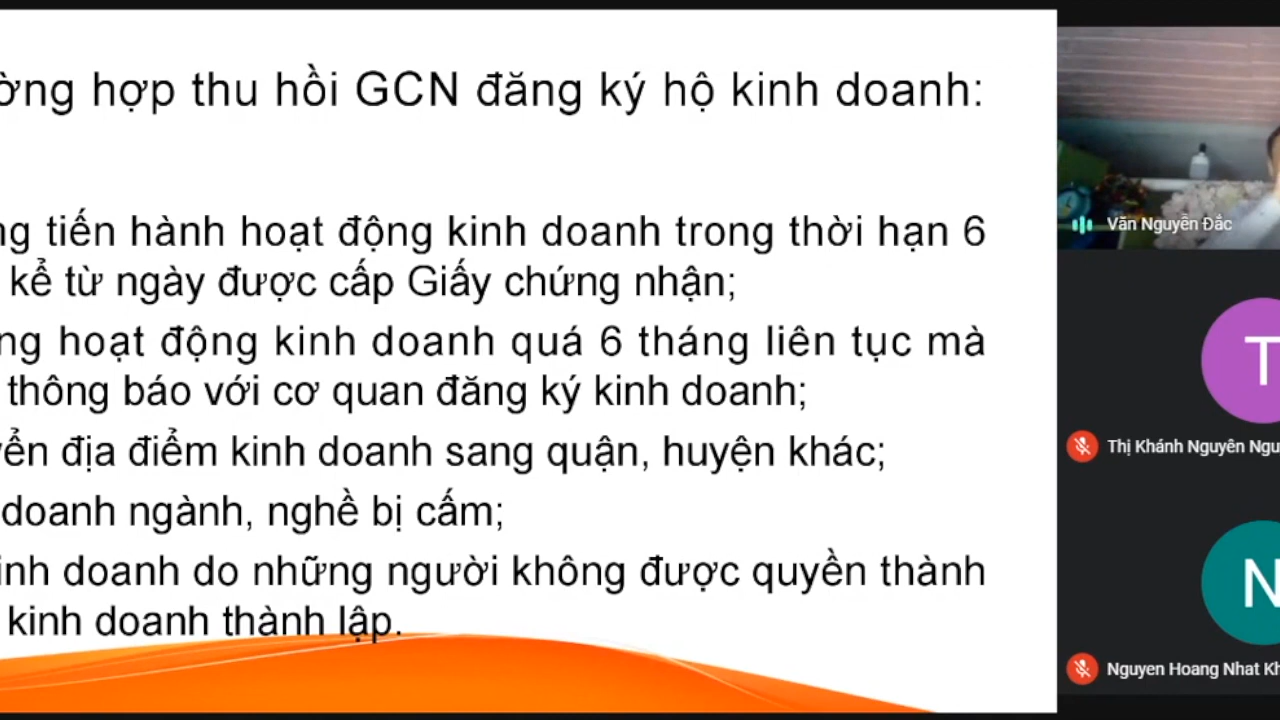 ờng hợp thu hồi GCN đăng ký hộ kinh doanh:
ng tiến hành hoạt động kinh doanh trong thời hạn 6
kể từ ngày được cấp Giấy chứng nhận;
ng hoạt động kinh doanh quá 6 tháng liên tục mà
thông báo với cơ quan đăng ký kinh doanh;
ển địa điểm kinh doanh sang quận, huyện khác;
doanh ngành, nghề bị cấm;
inh doanh do những người không được quyền thành
kinh doanh thành lập.
Văn Nguyễn Đắc
T
Thị Khánh Nguyên Ngu
N
Nguyen Hoang Nhat Kh